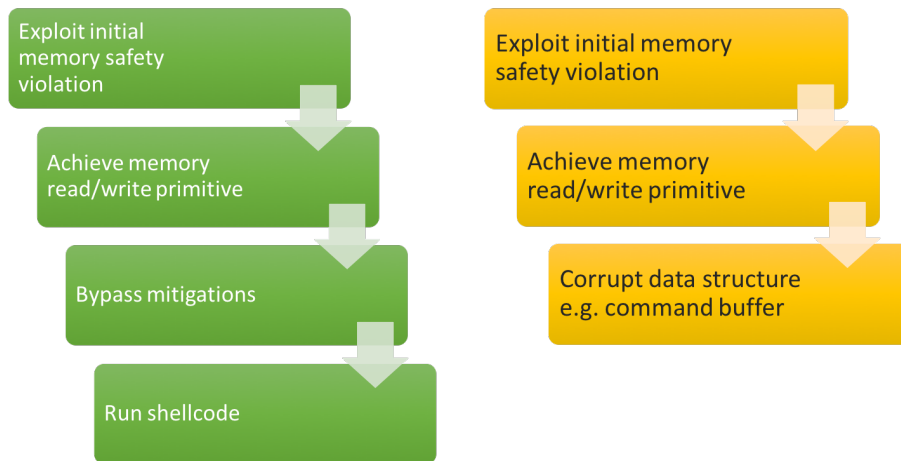 Exploit initial
memory safety
violation
Achieve memory
read/write primitive
Bypass mitigations
Run shellcode
Exploit initial memory
safety violation
Achieve memory
read/write primitive
Corrupt data structure
e.g. command buffer